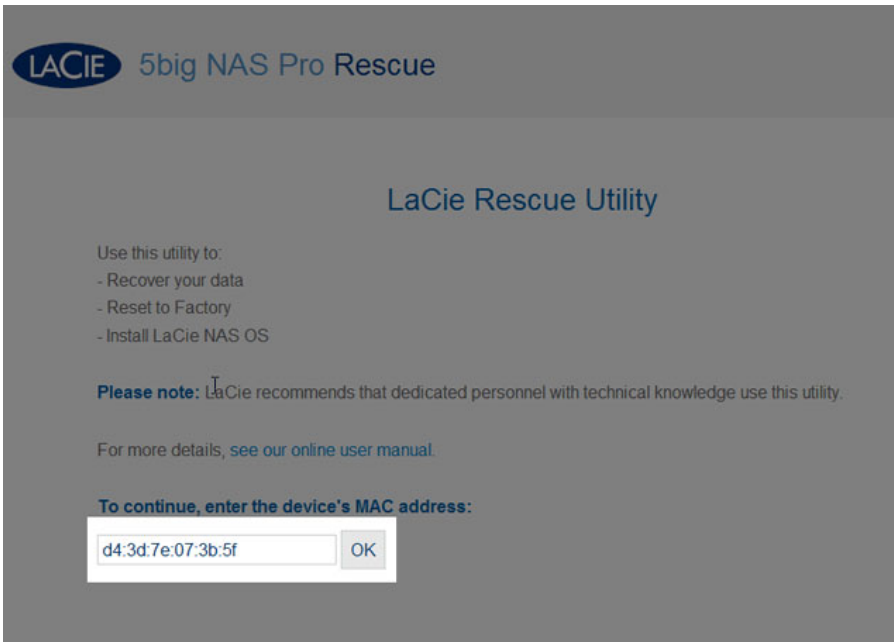 LACIE 5big NAS Pro Rescue
LaCie Rescue Utility
Use this utility to:
- Recover your data
- Reset to Factory
- Install LaCie NAS OS
Please note: LaCie recommends that dedicated personnel with technical knowledge use this utility.
For more details, see our online user manual.
To continue, enter the device's MAC address:
d4:3d:7e:07:3b:5f OK